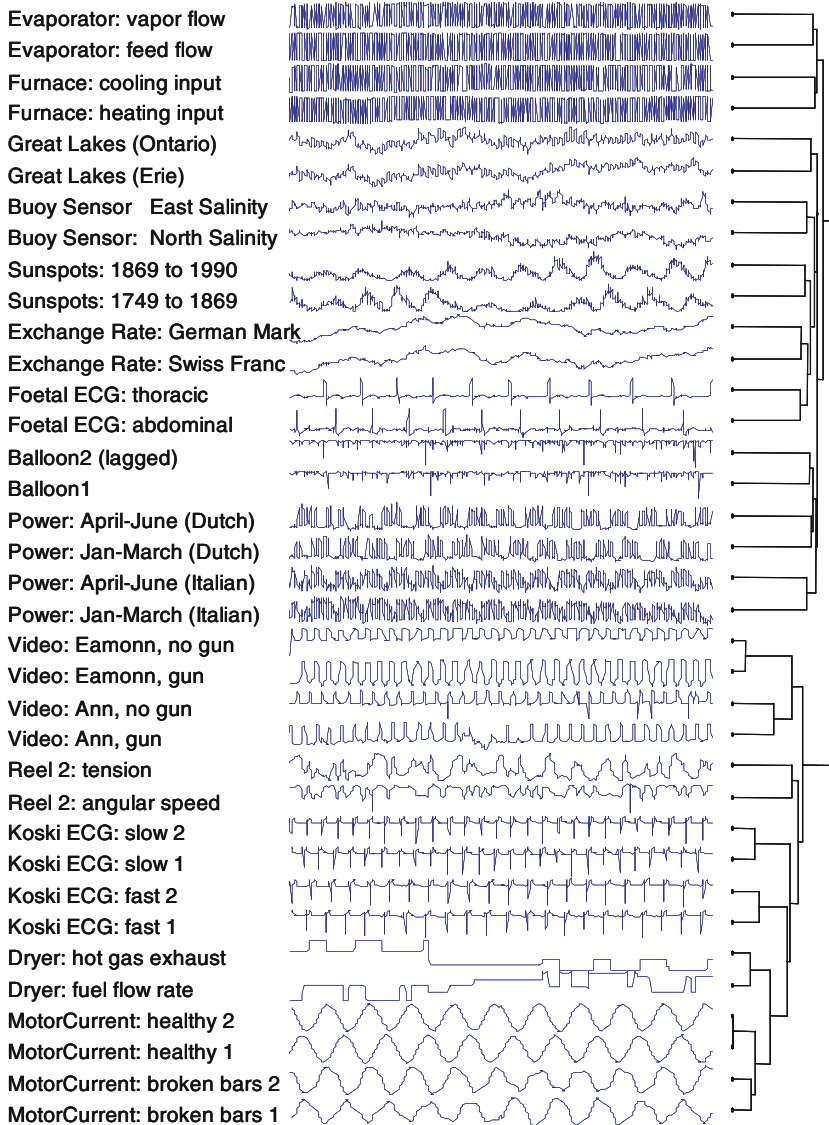 Evaporator: vapor flow
Evaporator: feed flow
Furnace: cooling input
Furnace: heating input
Great Lakes (Ontario)
Great Lakes (Erie)
Buoy Sensor East Salinity
Buoy Sensor: North Salinity
Sunspots: 1869 to 1990
Sunspots: 1749 to 1869
Exchange Rate: German Mark
Exchange Rate: Swiss Franc
Foetal ECG: thoracic
Foetal ECG: abdominal
Balloon2 (lagged)
Balloon1
Power: April-June (Dutch)
Power: Jan-March (Dutch)
Power: April-June (Italian)
Power: Jan-March (Italian)
Video: Eamonn, no gun
Video: Eamonn, gun
Video: Ann, no gun
Video: Ann, gun
Reel 2: tension
Reel 2: angular speed
Koski ECG: slow 2
Koski ECG: slow 1
Koski ECG: fast 2
Koski ECG: fast 1
Dryer: hot gas exhaust
Dryer: fuel flow rate
MotorCurrent: healthy 2
MotorCurrent: healthy 1
MotorCurrent: broken bars 2
MotorCurrent: broken bars 1